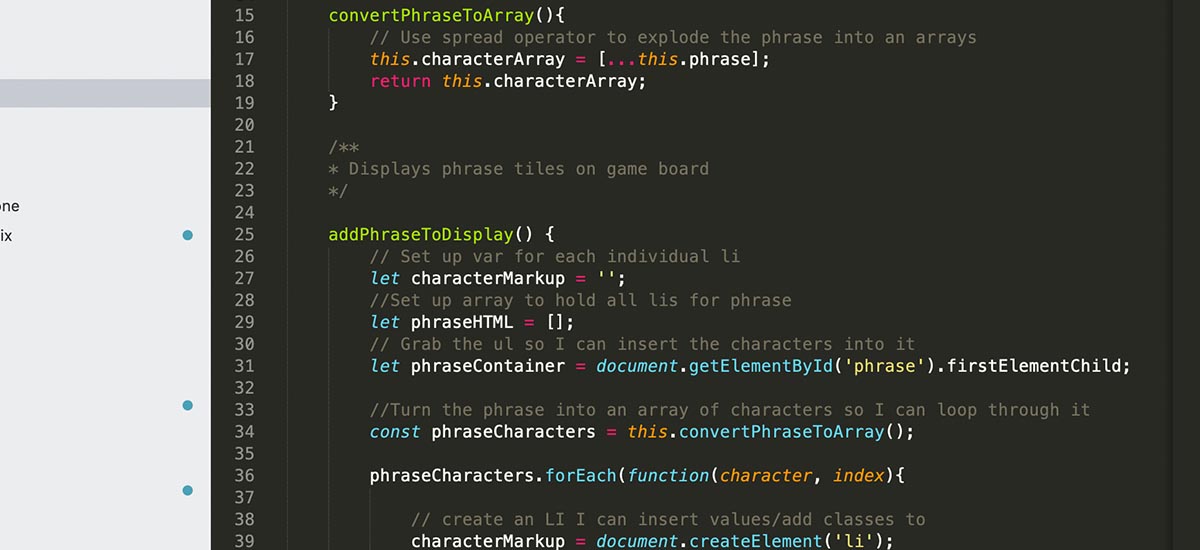 15 convertPhraseToArray(){
16 // Use spread operator to explode the phrase into an arrays
17 this.characterArray = [...this.phrase];
18 return this.characterArray;
19 }
20
21 /**
22 * Displays phrase tiles on game board
23 */
24
one
ix
25 addPhraseToDisplay() {
26 // Set up var for each individual li
27 let characterMarkup = '';
28 //Set up array to hold all lis for phrase
29 let phraseHTML = [];
30 // Grab the ul so I can insert the characters into it
31 let phraseContainer = document.getElementById('phrase').firstElementChild;
32
33 //Turn the phrase into an array of characters so I can loop through it
34 const phraseCharacters = this.convertPhraseToArray();
35
36 phraseCharacters.forEach(function(character, index){
37
38 // create an LI I can insert values/add classes to
39 characterMarkup = document.createElement('li');